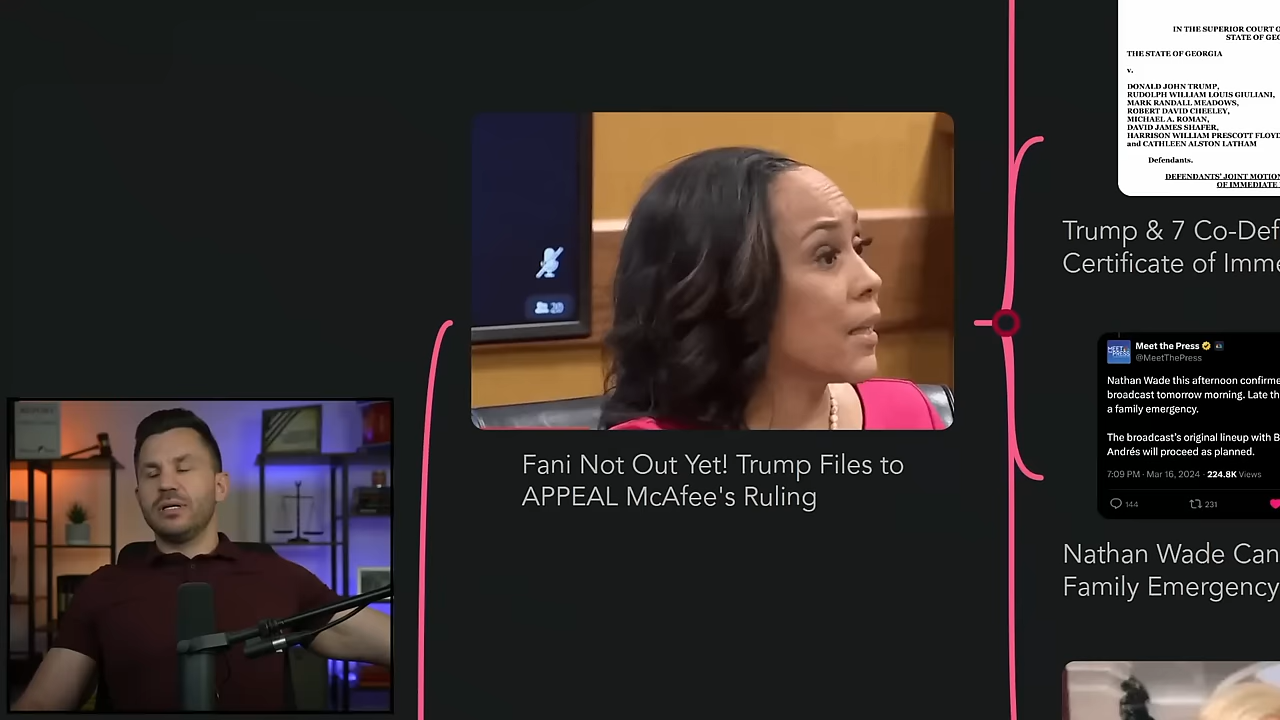 IN THE SUPERIOR COURT
STATE OF
THE STATE OF GEORGIA
v.
DONALD JOHN TRUMP,
RUDOLPH WILLIAM LOUIS GIULIANI,
MARK RANDALL MEADOWS,
ROBERT DAVID CHEELEY,
MICHAEL A. ROMAN,
DAVID JAMES SHAFER,
HARRISON WILLIAM PRESCOTT FLOYD
and CATHLEEN ALSTON LATHAM
Defendants.
DEFENDANTS' JOINT MOTION
OF IMMEDIATE
Trump & 7 Co-Def
Certificate of Imme
20
Fani Not Out Yet! Trump Files to
APPEAL McAfee's Ruling
Meet the Press
@MeetThePress
Nathan Wade this afternoon confirme
broadcast tomorrow morning. Late th
a family emergency.
The broadcast's original lineup with B
Andrés will proceed as planned.
7:09 PM · Mar 16, 2024 · 224.8K Views
144
231
Nathan Wade Can
Family Emergency